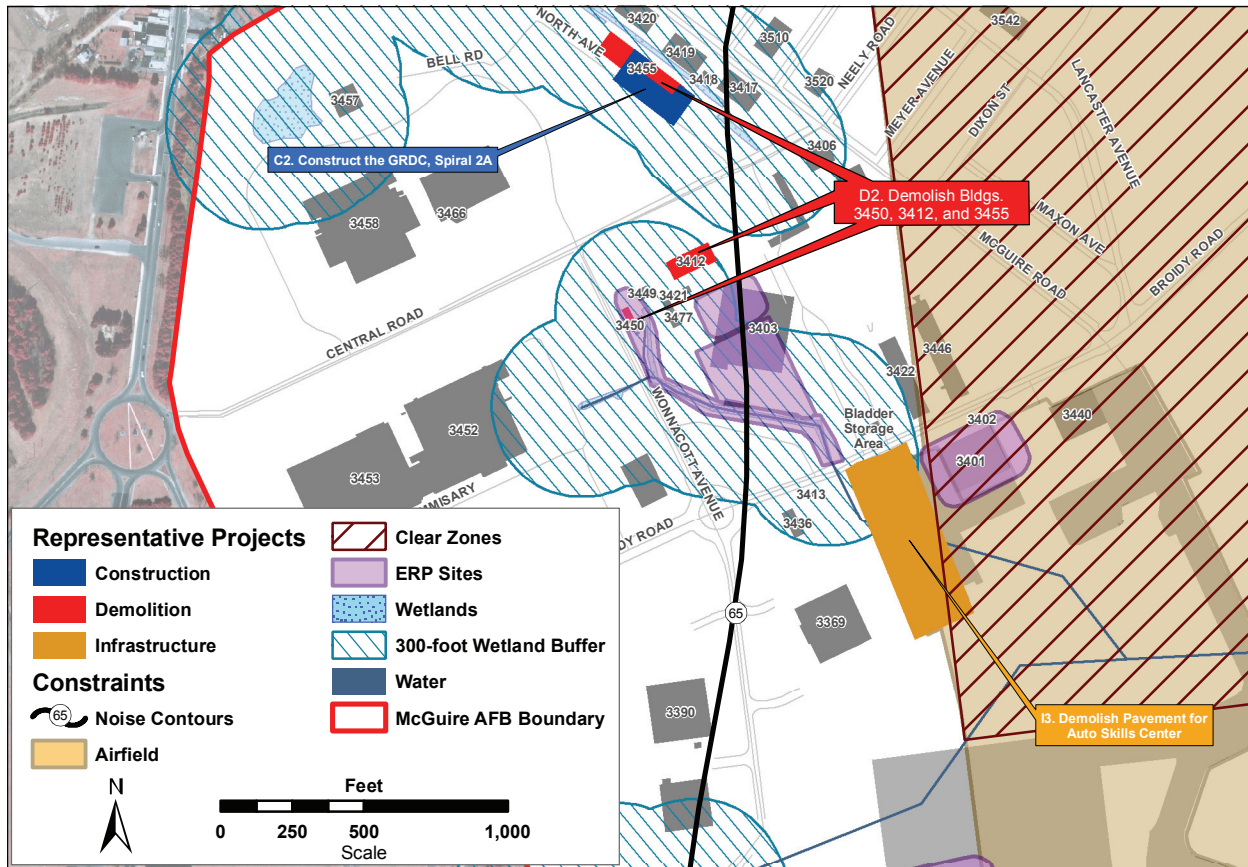 3420
3510
3542
NORTH AVE
3419
BELL RD
3455
3418
3417
3520
NEELY ROAD
MEYER AVENUE
DIXON ST
LANCASTER AVENUE
3457
C2. Construct the GRDC, Spiral 2A
3406
3466
3458
D2. Demolish Bldgs.
3450, 3412, and 3455
MAXON AVE
MCGUIRE ROAD
BROIDY ROAD
3412
3449
3421
3477
3450
3403
CENTRAL ROAD
3446
3422
WONNACOTT AVENUE
Bladder
Storage
Area
3402
3440
3401
3452
3453
MMISARY
3413
3436
DY ROAD
65
3369
3390
I3. Demolish Pavement for
Auto Skills Center
Representative Projects
Construction
Demolition
Infrastructure
Constraints
65
Noise Contours
Airfield
Clear Zones
ERP Sites
Wetlands
300-foot Wetland Buffer
Water
McGuire AFB Boundary
N
Feet
0 250 500 1,000
Scale